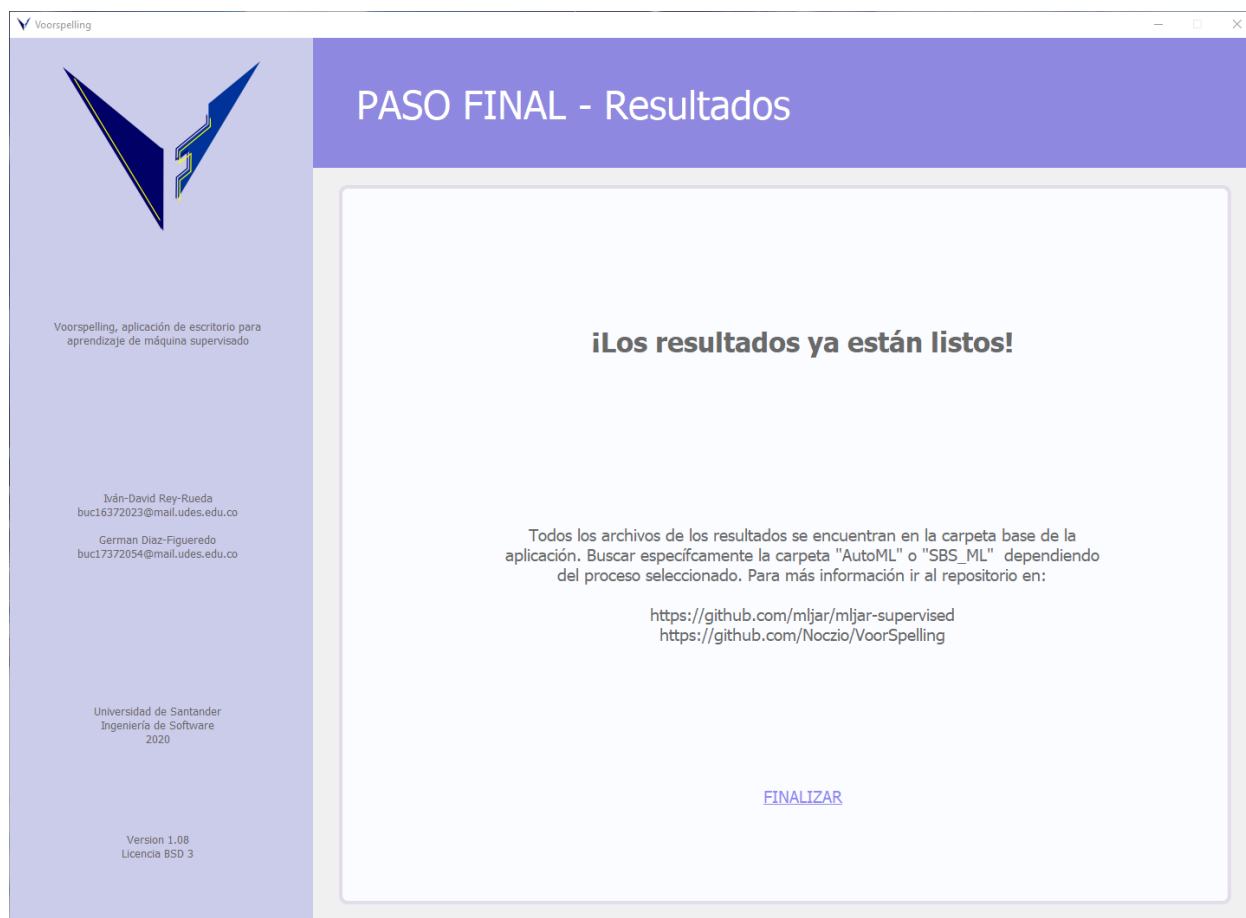 Voorspelling
PASO FINAL - Resultados
Voorspelling, aplicación de escritorio para
aprendizaje de máquina supervisado
Iván-David Rey-Rueda
buc16372023@mail.udes.edu.co
German Diaz-Figueredo
buc17372054@mail.udes.edu.co
Universidad de Santander
Ingeniería de Software
2020
Version 1.08
Licencia BSD 3
¡Los resultados ya están listos!
Todos los archivos de los resultados se encuentran en la carpeta base de la
aplicación. Buscar específcamente la carpeta "AutoML" o "SBS_ML" dependiendo
del proceso seleccionado. Para más información ir al repositorio en:
https://github.com/mljar/mljar-supervised
https://github.com/Noczio/VoorSpelling
FINALIZAR